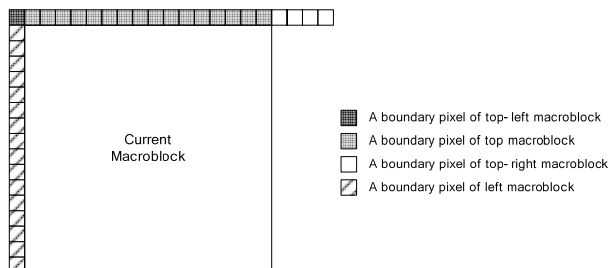 Current
Macroblock
A boundary pixel of top-left macroblock
A boundary pixel of top macroblock
A boundary pixel of top-right macroblock
A boundary pixel of left macroblock